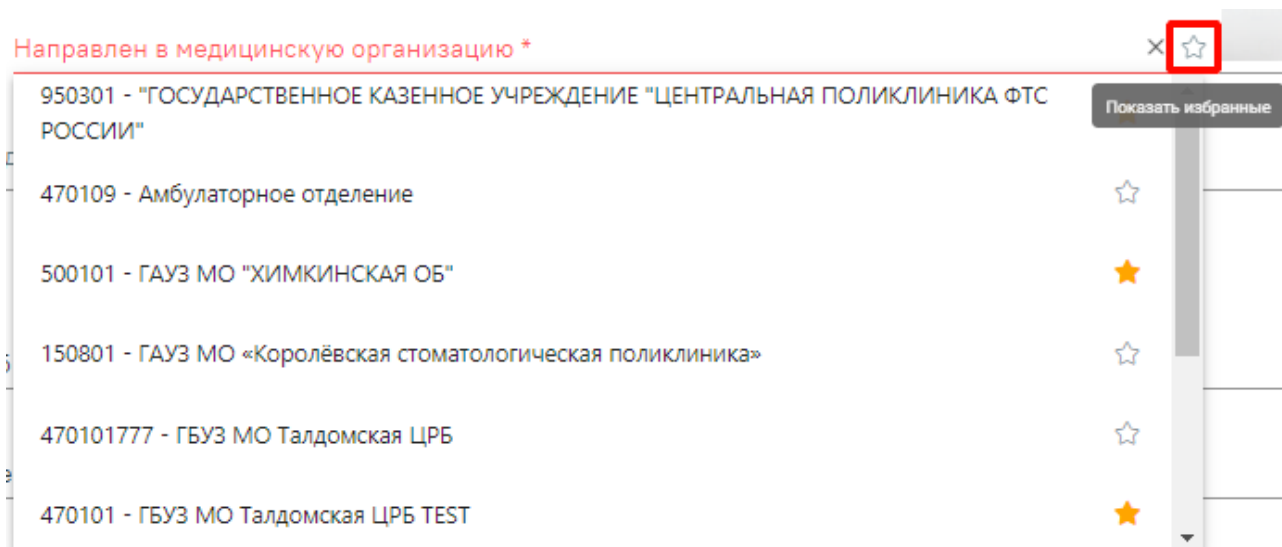 Направлен в медицинскую организацию *
950301 - "ГОСУДАРСТВЕННОЕ КАЗЕННОЕ УЧРЕЖДЕНИЕ "ЦЕНТРАЛЬНАЯ ПОЛИКЛИНИКА ФТС
РОССИИ"
Показать избранные
470109 - Амбулаторное отделение
500101 - ГАУЗ МО "ХИМКИНСКАЯ ОБ"
150801 - ГАУЗ МО «Королёвская стоматологическая поликлиника»
470101777 - ГБУЗ МО Талдомская ЦРБ
470101 - ГБУЗ МО Талдомская ЦРБ TEST